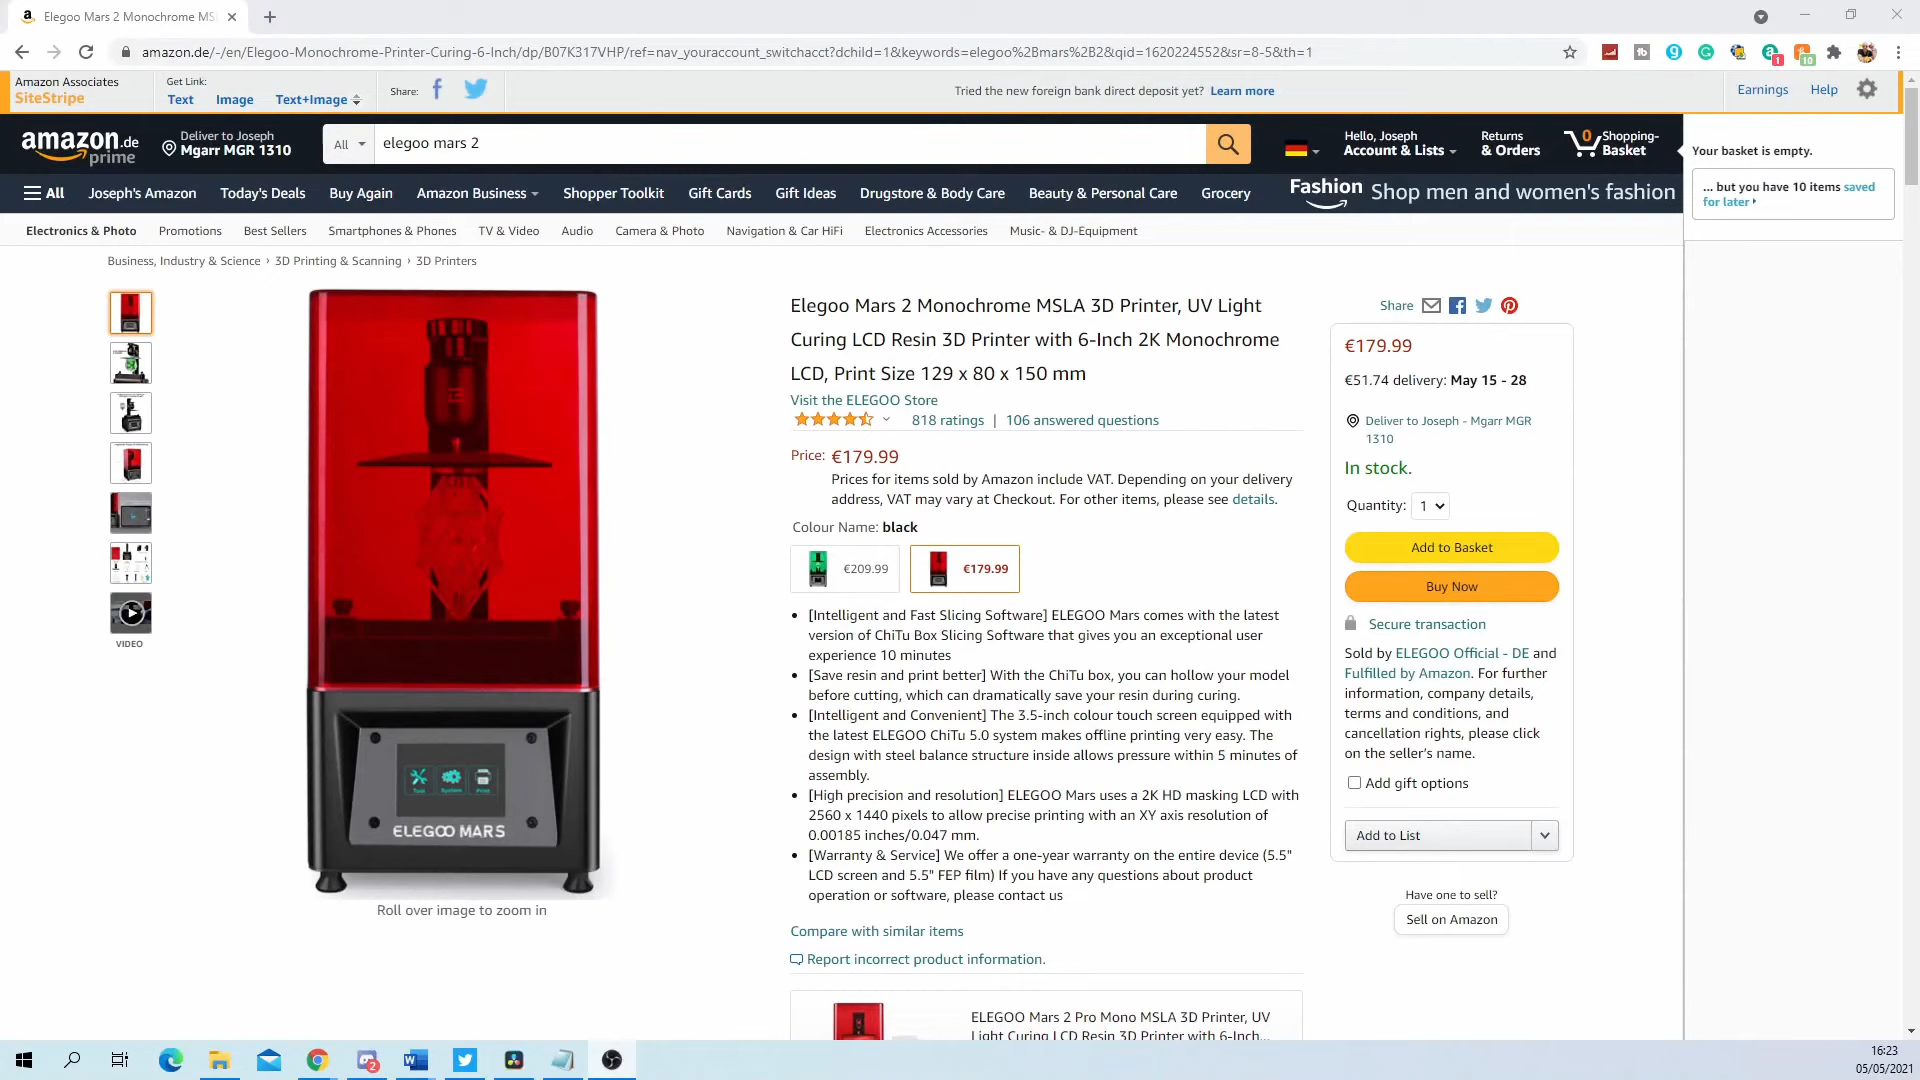 Elegoo Mars 2 Monochrome MSL
amazon.de/-/en/Elegoo-Monochrome-Printer-Curing-6-Inch/dp/B07K317VHP/ref=nav_youraccount_switchacct?dchild=1&keywords=elegoo%2Bmars%2B2&qid=1620224552&sr=8-5&th=1
1
10
Amazon Associates
SiteStripe
Get Link:
Text Image Text+Image
Share:
Tried the new foreign bank direct deposit yet? Learn more
Earnings Help
amazon.de
prime
Deliver to Joseph
Mgarr MGR 1310
All
elegoo mars 2
Hello, Joseph
Account & Lists
Returns
& Orders
0
Shopping-
Basket
Your basket is empty.
... but you have 10 items saved
for later
All Joseph's Amazon Today's Deals Buy Again Amazon Business Shopper Toolkit Gift Cards Gift Ideas Drugstore & Body Care Beauty & Personal Care Grocery
Fashion Shop men and women's fashion
Electronics & Photo Promotions Best Sellers Smartphones & Phones TV & Video Audio Camera & Photo Navigation & Car HiFi Electronics Accessories Music- & DJ-Equipment
Business, Industry & Science › 3D Printing & Scanning › 3D Printers
VIDEO
Tool System Print
ELEGOO MARS
Roll over image to zoom in
Elegoo Mars 2 Monochrome MSLA 3D Printer, UV Light
Curing LCD Resin 3D Printer with 6-Inch 2K Monochrome
LCD, Print Size 129 x 80 x 150 mm
Visit the ELEGOO Store
818 ratings | 106 answered questions
Price: €179.99
Prices for items sold by Amazon include VAT. Depending on your delivery
address, VAT may vary at Checkout. For other items, please see details.
Colour Name: black
€209.99
€179.99
• [Intelligent and Fast Slicing Software] ELEGOO Mars comes with the latest
version of ChiTu Box Slicing Software that gives you an exceptional user
experience 10 minutes
• [Save resin and print better] With the ChiTu box, you can hollow your model
before cutting, which can dramatically save your resin during curing.
• [Intelligent and Convenient] The 3.5-inch colour touch screen equipped with
the latest ELEGOO ChiTu 5.0 system makes offline printing very easy. The
design with steel balance structure inside allows pressure within 5 minutes of
assembly.
• [High precision and resolution] ELEGOO Mars uses a 2K HD masking LCD with
2560 x 1440 pixels to allow precise printing with an XY axis resolution of
0.00185 inches/0.047 mm.
• [Warranty & Service] We offer a one-year warranty on the entire device (5.5"
LCD screen and 5.5" FEP film) If you have any questions about product
operation or software, please contact us
Compare with similar items
Report incorrect product information.
ELEGOO Mars 2 Pro Mono MSLA 3D Printer, UV
Light Curing LCD Resin 3D Printer with 6-Inch...
Share
€179.99
€51.74 delivery: May 15 - 28
Deliver to Joseph - Mgarr MGR
1310
In stock.
Quantity: 1
Add to Basket
Buy Now
Secure transaction
Sold by ELEGOO Official - DE and
Fulfilled by Amazon. For further
information, company details,
terms and conditions, and
cancellation rights, please click
on the seller's name.
Add gift options
Add to List
Have one to sell?
Sell on Amazon
2
16:23
05/05/2021